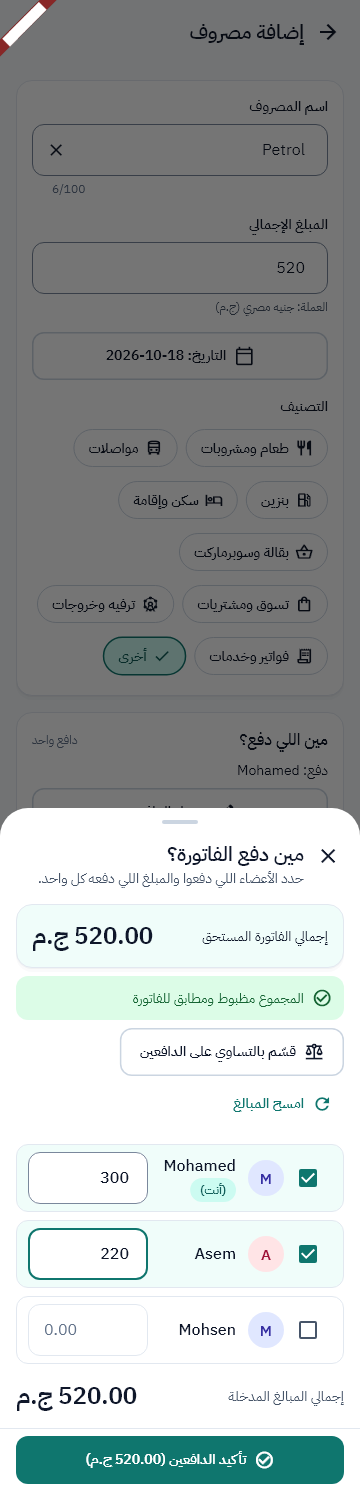 إضافة مصروف
اسم المصروف
Petrol
6/100
المبلغ الإجمالي
520
العملة: جنيه مصري (ج.م)
التاريخ: 18-10-2026
التصنيف
طعام ومشروبات
مواصلات
بنزين
سكن وإقامة
بقالة وسوبرماركت
تسوق ومشتريات
ترفيه وخروجات
فواتير وخدمات
أخرى
مين اللي دفع؟
دافع واحد
دفع: Mohamed
مين دفع الفاتورة؟
حدد الأعضاء اللي دفعوا والمبلغ اللي دفعه كل واحد.
إجمالي الفاتورة المستحق
520.00 ج.م
المجموع مظبوط ومطابق للفاتورة
قسّم بالتساوي على الدافعين
امسح المبالغ
M
Mohamed
(أنت)
300
A
Asem
220
M
Mohsen
0.00
إجمالي المبالغ المدخلة
520.00 ج.م
تأكيد الدافعين (520.00 ج.م)